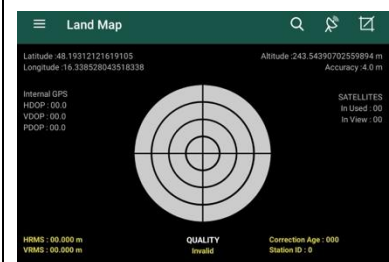 Land Map
Latitude :48.19312121619105
Longitude :16.338528043518338
Altitude :243.54390702559894 m
Accuracy :4.0 m
Internal GPS
HDOP : 00.0
VDOP : 00.0
PDOP : 00.0
SATELLITES
In Used : 00
In View : 00
HRMS : 00.000 m
VRMS : 00.000 m
QUALITY
Invalid
Correction Age : 000
Station ID : 0